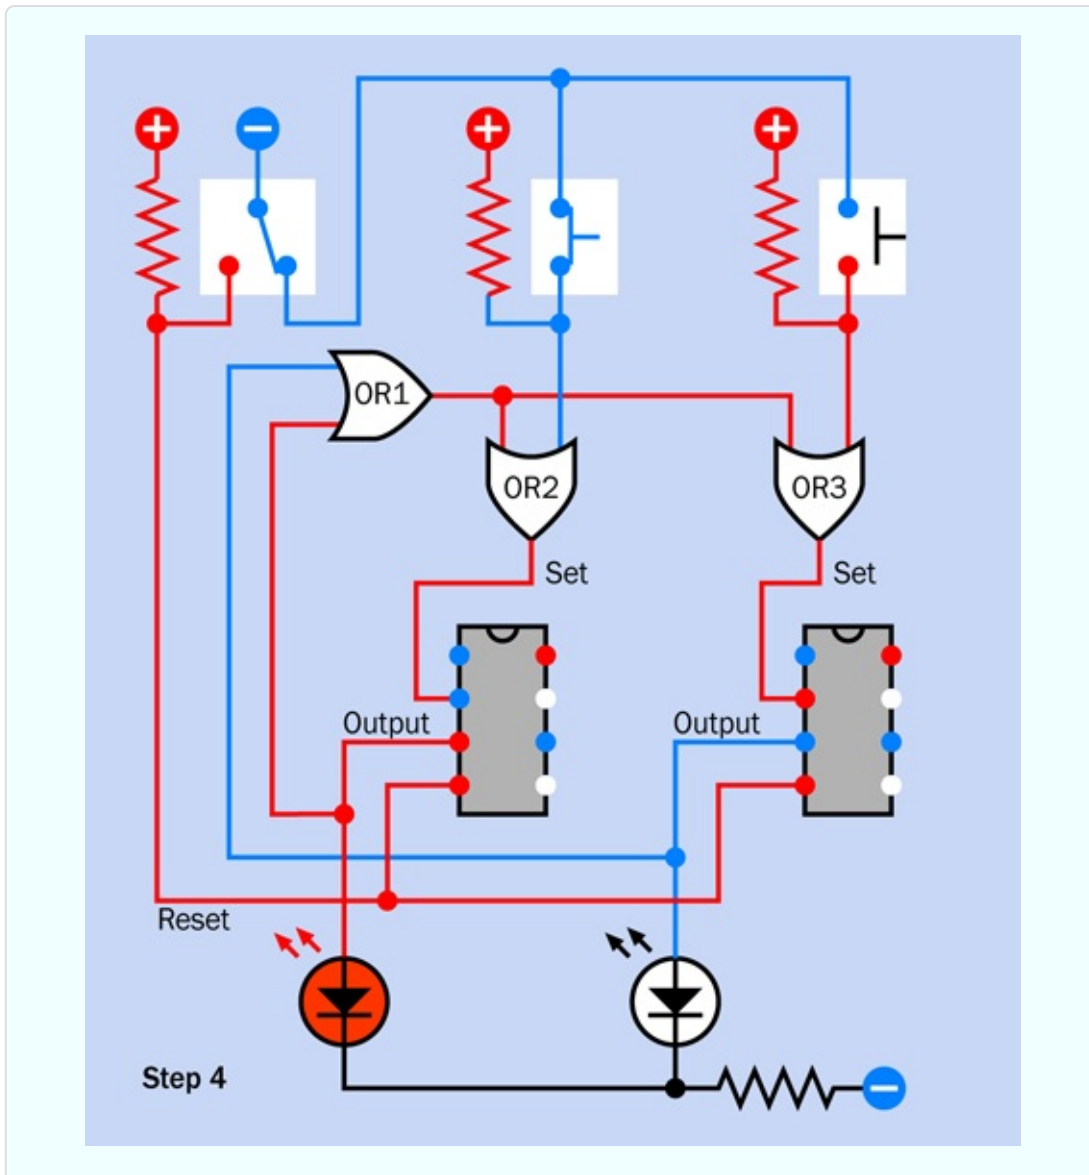 +
−
+
+
OR1
OR2
OR3
Set
Set
Output
Output
Reset
Step 4
−